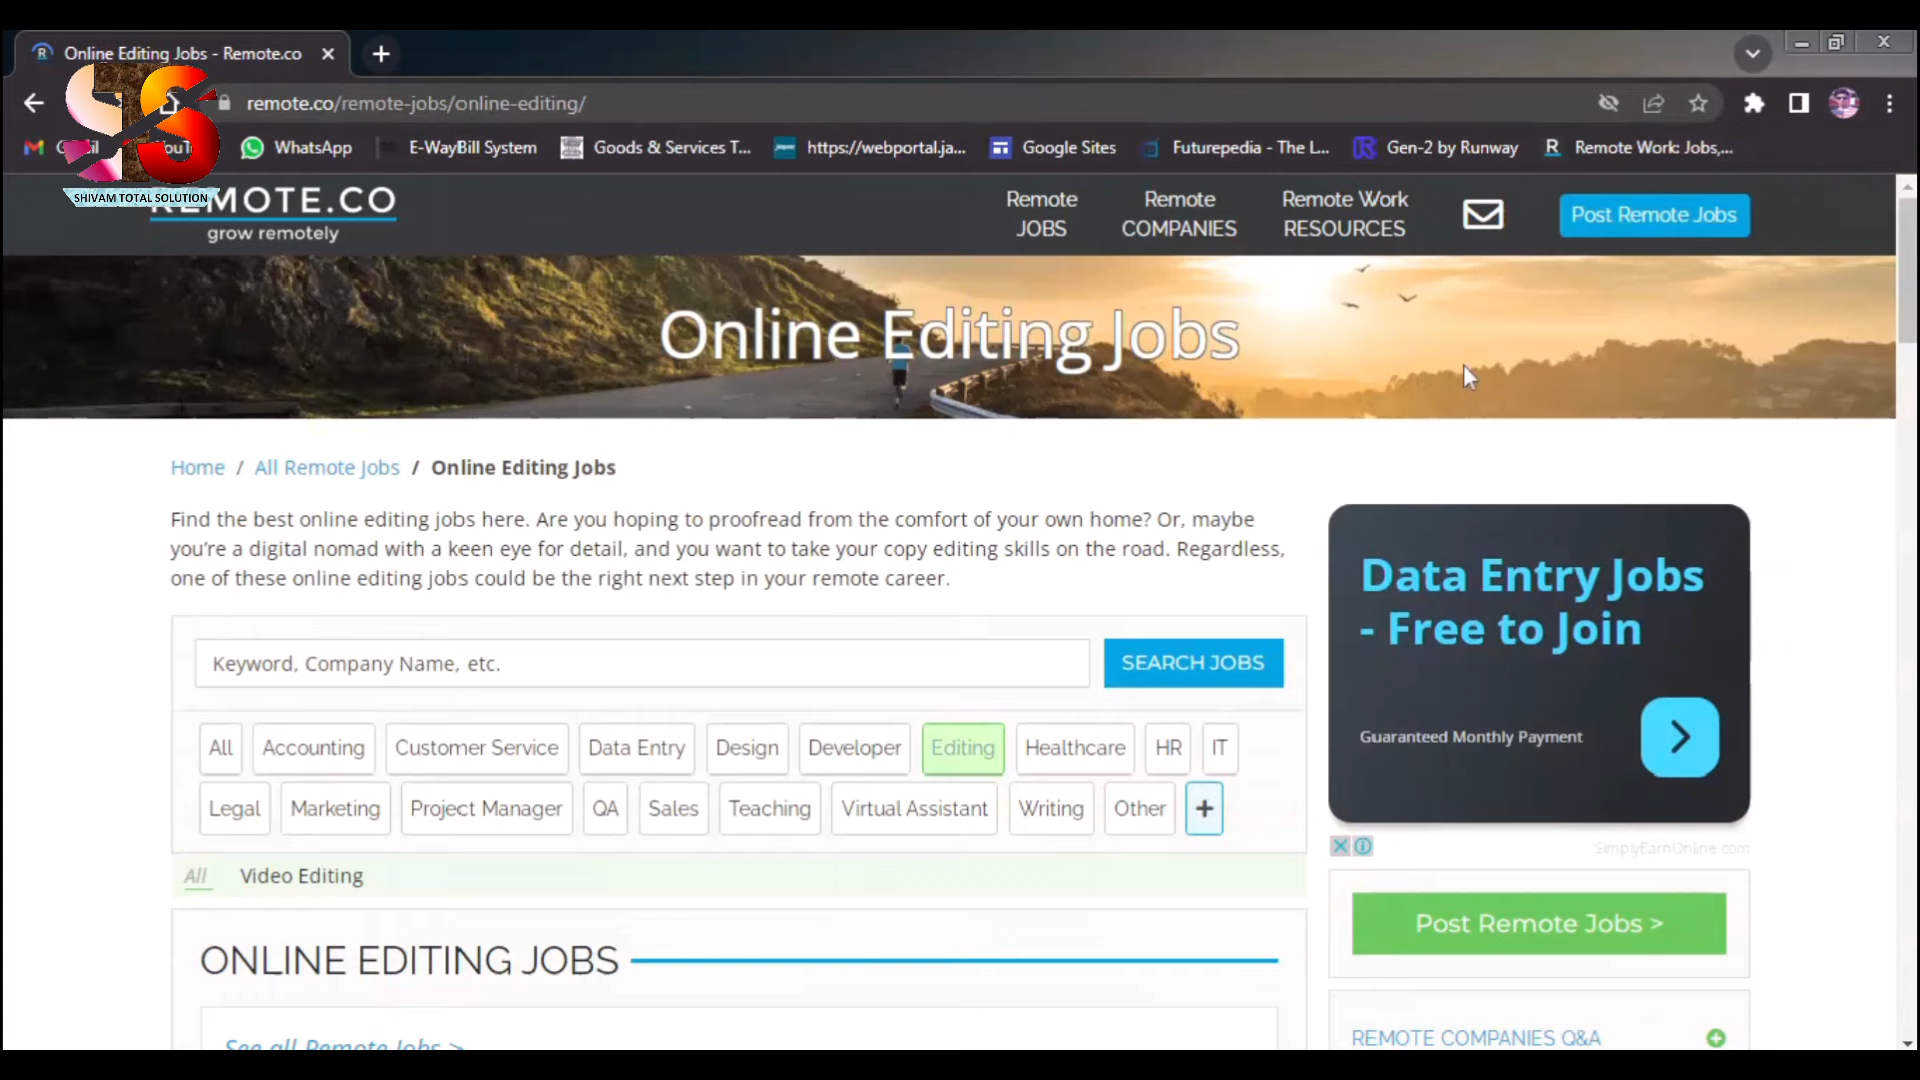 Online Editing Jobs - Remote.co
remote.co/remote-jobs/online-editing/
WhatsApp
E-WayBill System
Goods & Services T...
https://webportal.ja...
Google Sites
Futurepedia - The L...
Gen-2 by Runway
Remote Work: Jobs,...
SHIVAM TOTAL SOLUTION
REMOTE.CO
grow remotely
Remote
JOBS
Remote
COMPANIES
Remote Work
RESOURCES
Post Remote Jobs
Online Editing Jobs
Home / All Remote Jobs / Online Editing Jobs
Find the best online editing jobs here. Are you hoping to proofread from the comfort of your own home? Or, maybe
you're a digital nomad with a keen eye for detail, and you want to take your copy editing skills on the road. Regardless,
one of these online editing jobs could be the right next step in your remote career.
Keyword, Company Name, etc.
SEARCH JOBS
All Accounting Customer Service Data Entry Design Developer Editing Healthcare HR IT
Legal Marketing Project Manager QA Sales Teaching Virtual Assistant Writing Other +
All Video Editing
ONLINE EDITING JOBS
See all Remote Jobs >
Data Entry Jobs
- Free to Join
Guaranteed Monthly Payment
SimplyEarnOnline.com
Post Remote Jobs >
REMOTE COMPANIES Q&A